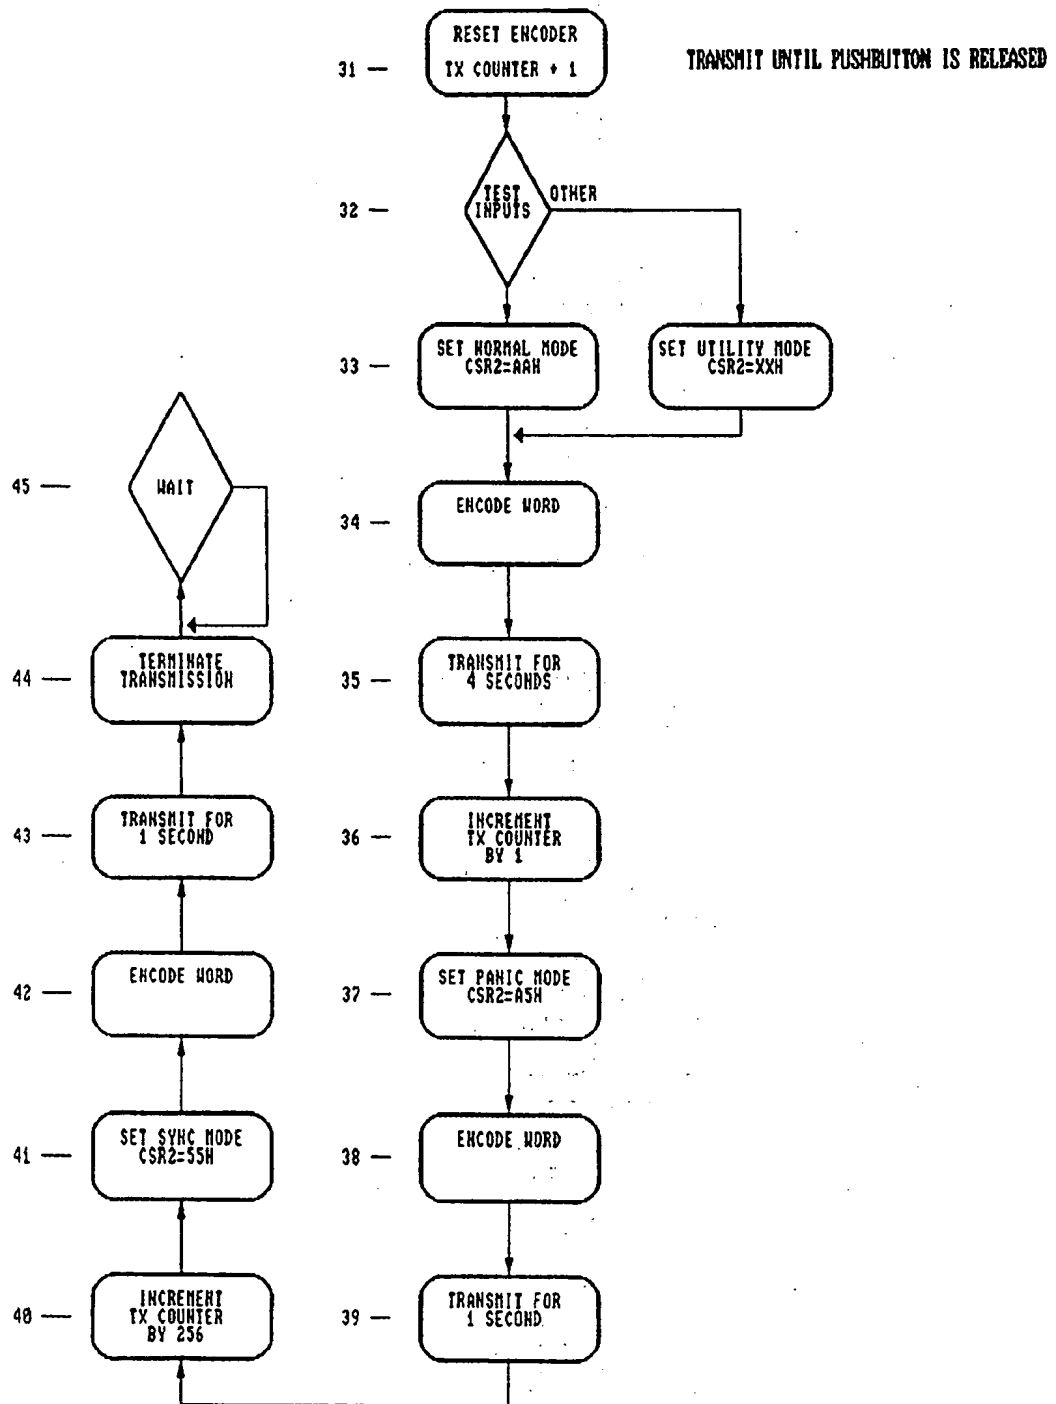 RESET ENCODER
31 — TX COUNTER + 1
TRANSMIT UNTIL PUSHBUTTON IS RELEASED
TEST
INPUTS
OTHER
32 —
SET NORMAL MODE
CSR2=AAH
33 —
SET UTILITY MODE
CSR2=XXH
ENCODE WORD
34 —
TRANSMIT FOR
4 SECONDS
35 —
INCREMENT
TX COUNTER
BY 1
36 —
SET PANIC MODE
CSR2=A5H
37 —
ENCODE WORD
38 —
TRANSMIT FOR
1 SECOND
39 —
INCREMENT
TX COUNTER
BY 256
40 —
SET SYNC MODE
CSR2=55H
41 —
ENCODE WORD
42 —
TRANSMIT FOR
1 SECOND
43 —
TERMINATE
TRANSMISSION
44 —
WAIT
45 —